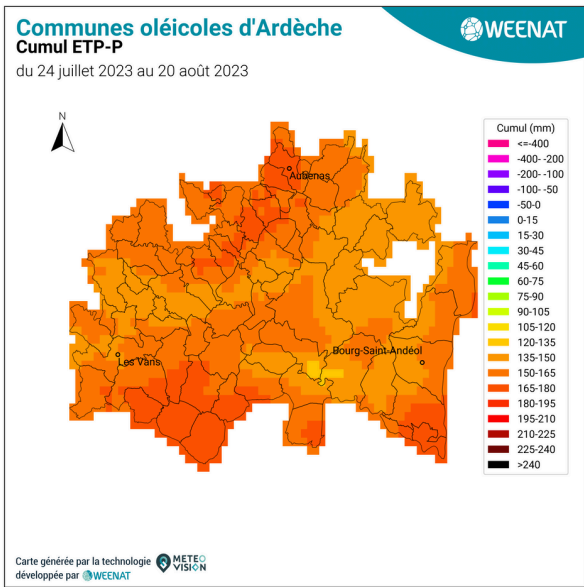 Communes oléicoles d'Ardèche
WEENAT
Cumul ETP-P
du 24 juillet 2023 au 20 août 2023
N
Cumul (mm)
<=-400
-400- -200
-200- -100
-100- -50
-50-0
0-15
15-30
30-45
45-60
60-75
75-90
90-105
105-120
120-135
135-150
150-165
165-180
180-195
195-210
210-225
225-240
>240
Aubenas
Bourg-Saint-Andéol
Les Vans
Carte générée par la technologie METEO VISION
développée par WEENAT